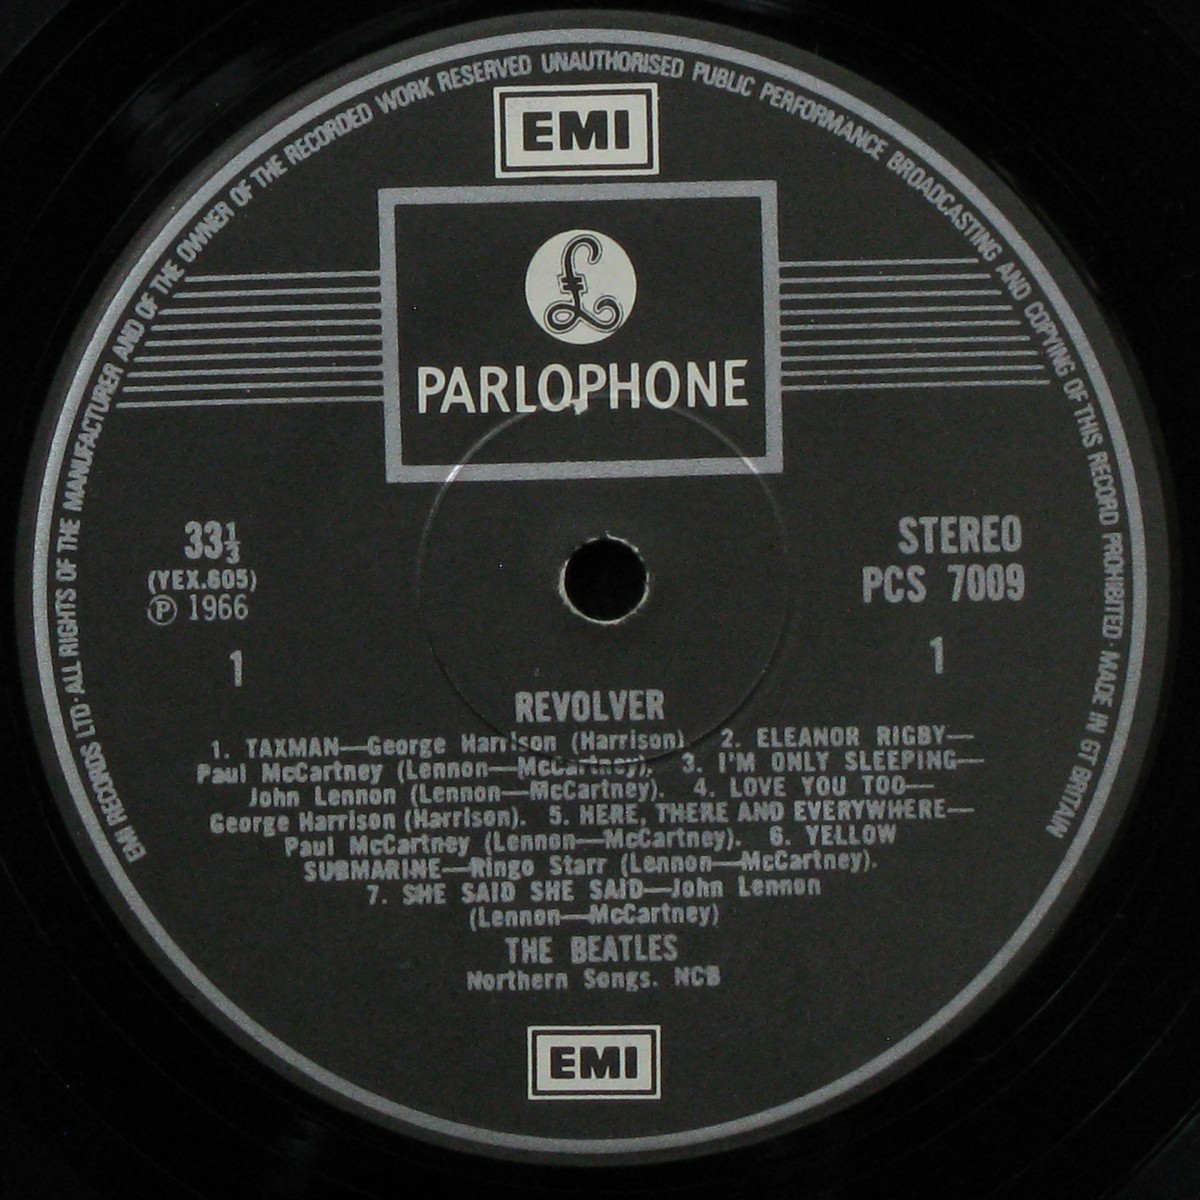 EMI RECORDS LTD · ALL RIGHTS OF THE MANUFACTURER AND OF THE OWNER OF THE RECORDED WORK RESERVED UNAUTHORISED PUBLIC PERFORMANCE BROADCASTING AND COPYING OF THIS RECORD PROHIBITED · MADE IN GT BRITAIN
EMI
£
PARLOPHONE
33⅓
(YEX.605)
℗ 1966
1
STEREO
PCS 7009
1
REVOLVER
1. TAXMAN—George Harrison (Harrison). 2. ELEANOR RIGBY—
Paul McCartney (Lennon—McCartney). 3. I'M ONLY SLEEPING—
John Lennon (Lennon—McCartney). 4. LOVE YOU TOO—
George Harrison (Harrison). 5. HERE, THERE AND EVERYWHERE—
Paul McCartney (Lennon—McCartney). 6. YELLOW
SUBMARINE—Ringo Starr (Lennon—McCartney).
7. SHE SAID SHE SAID—John Lennon
(Lennon—McCartney)
THE BEATLES
Northern Songs. NCB
EMI